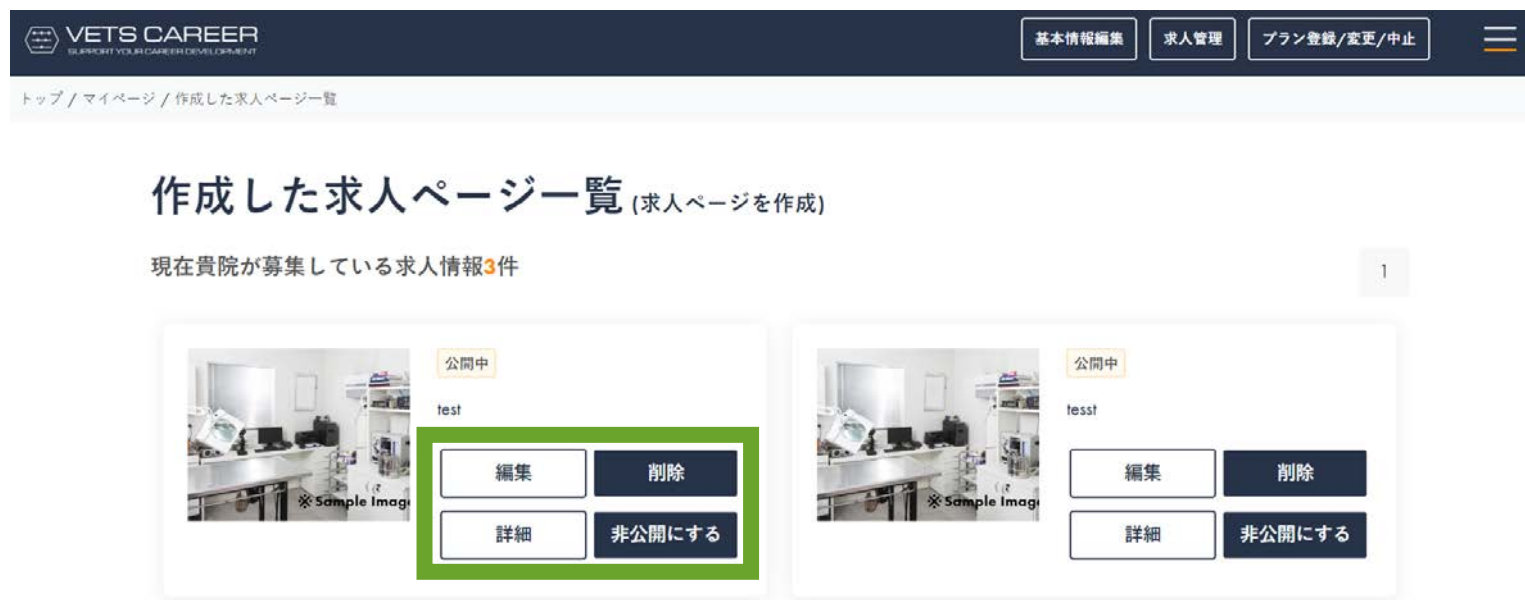 VETS CAREER
SUPPORT YOUR CAREER DEVELOPMENT
基本情報編集
求人管理
プラン登録/変更/中止
トップ / マイページ / 作成した求人ページ一覧
作成した求人ページ一覧 (求人ページを作成)
現在貴院が募集している求人情報3件
1
公開中
test
編集
削除
詳細
非公開にする
※Sample Imag
公開中
tesst
編集
削除
詳細
非公開にする
※Sample Imag